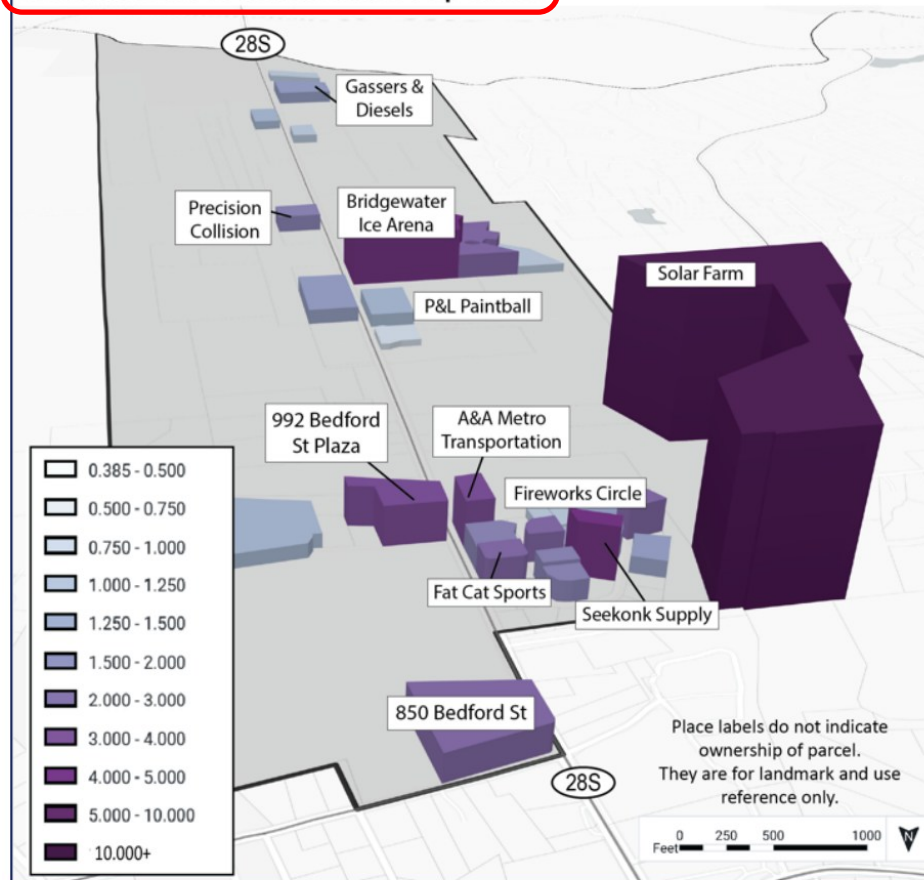 28S
Gassers &
Diesels
Precision
Collision
Bridgewater
Ice Arena
Solar Farm
P&L Paintball
992 Bedford
St Plaza
A&A Metro
Transportation
Fireworks Circle
Fat Cat Sports
Seekonk Supply
850 Bedford St
28S
0.385 - 0.500
0.500 - 0.750
0.750 - 1.000
1.000 - 1.250
1.250 - 1.500
1.500 - 2.000
2.000 - 3.000
3.000 - 4.000
4.000 - 5.000
5.000 - 10.000
10.000+
Place labels do not indicate
ownership of parcel.
They are for landmark and use
reference only.
0 250 500 1000
Feet
N